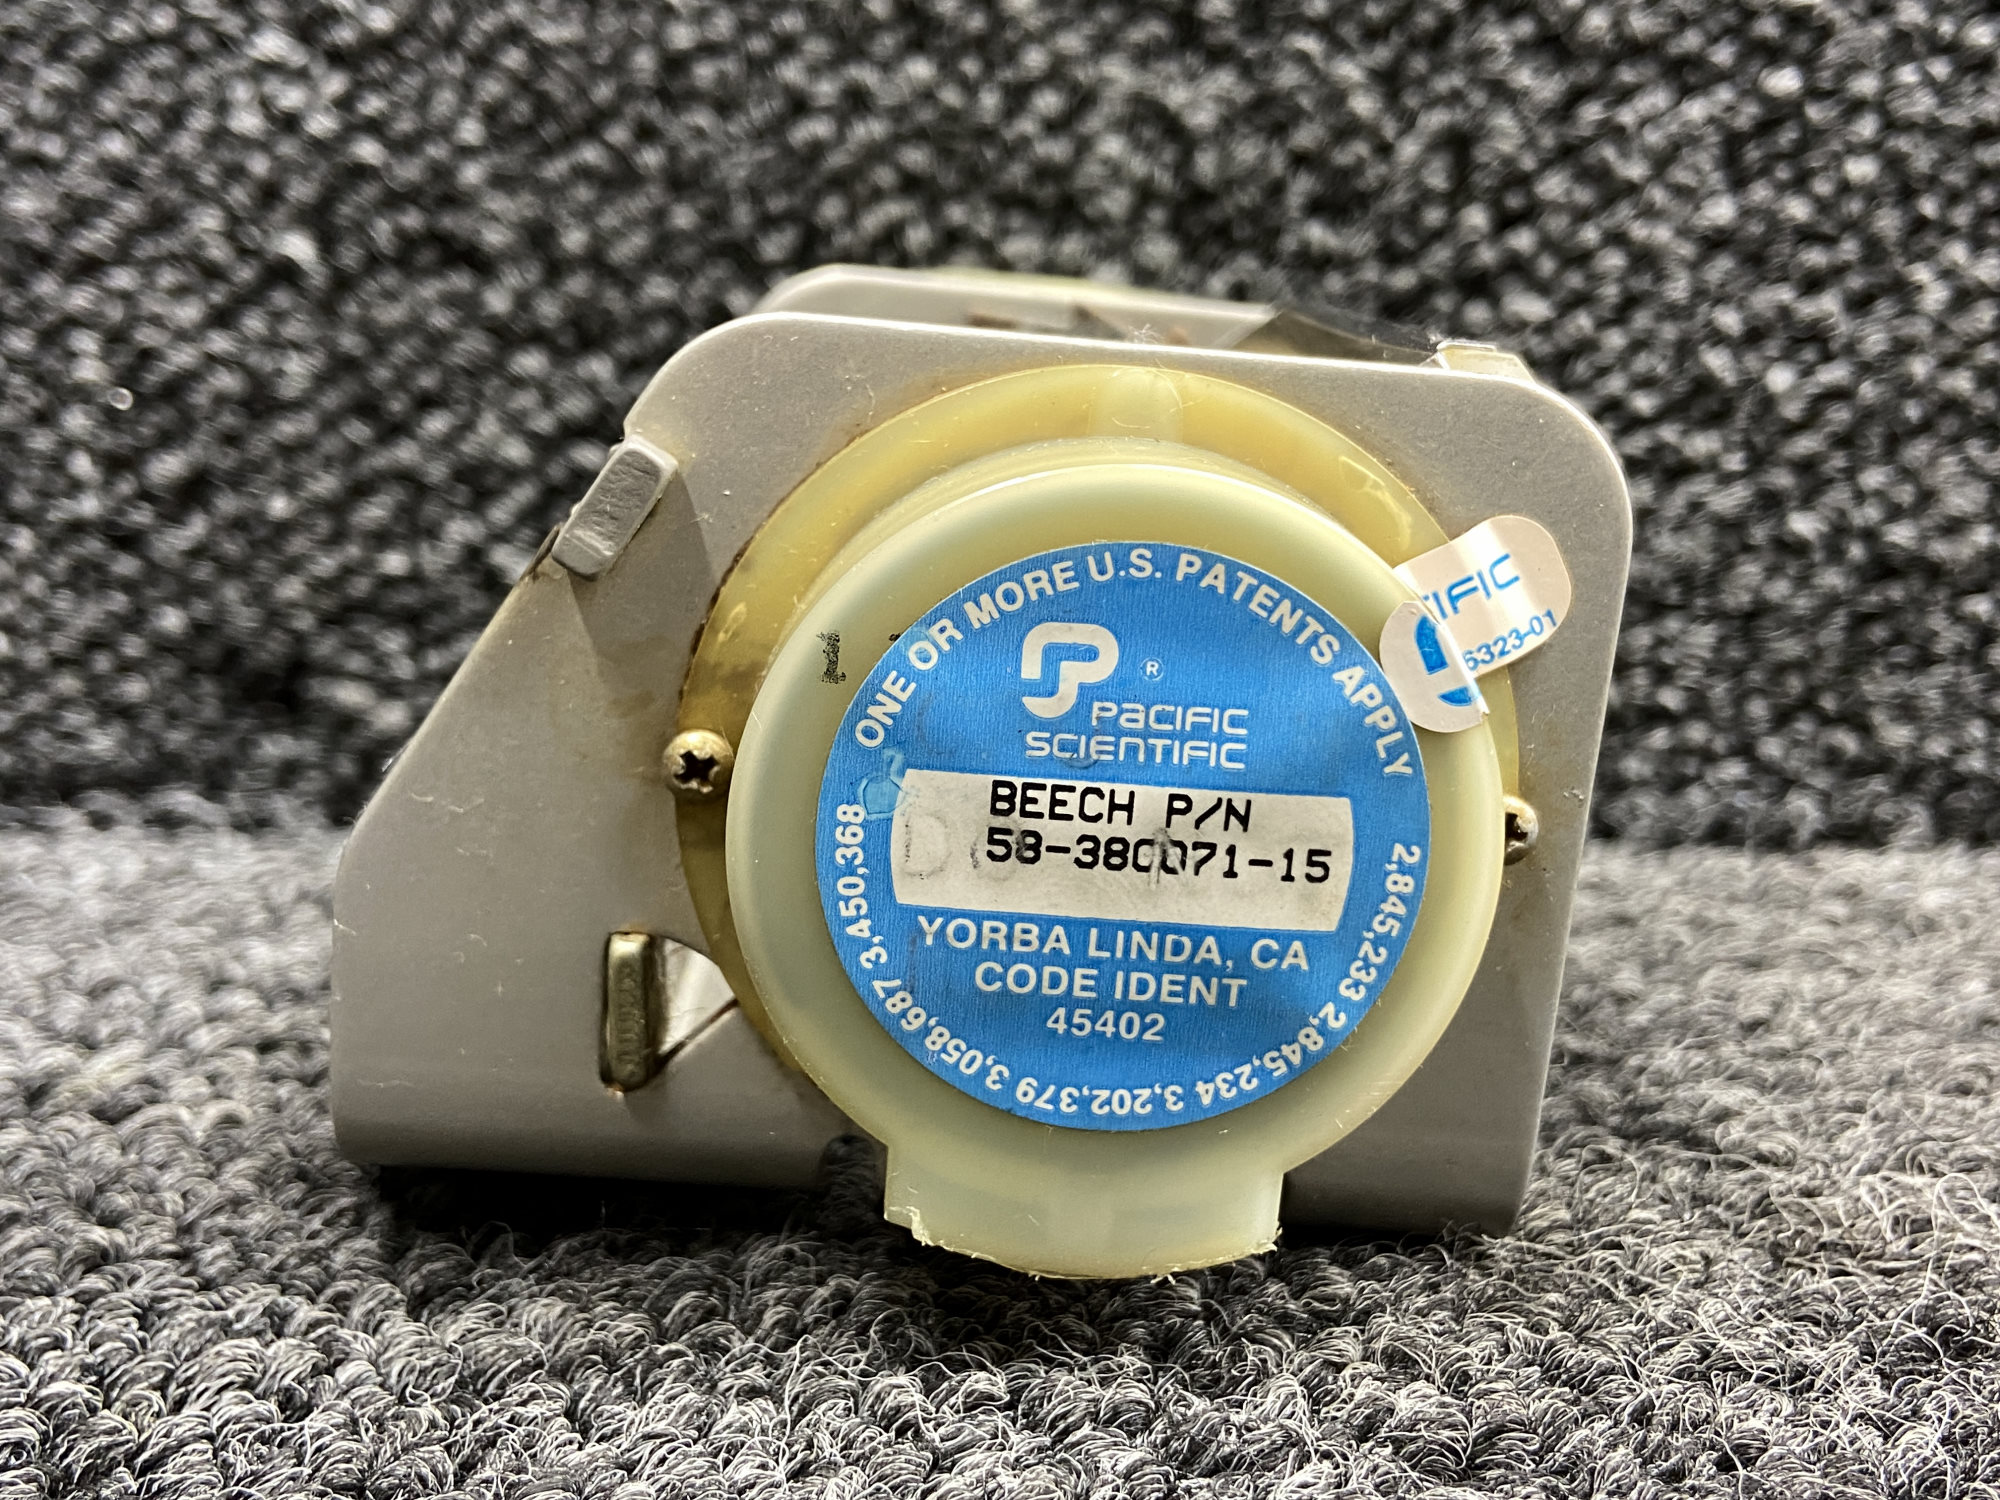 ONE OR MORE U.S. PATENTS APPLY
PACIFIC
SCIENTIFIC
®
BEECH P/N
58-380071-15
YORBA LINDA, CA
CODE IDENT
45402
2,845,233 2,845,234 3,202,379 3,058,687 3,450,368
IFIC
6323-01
1